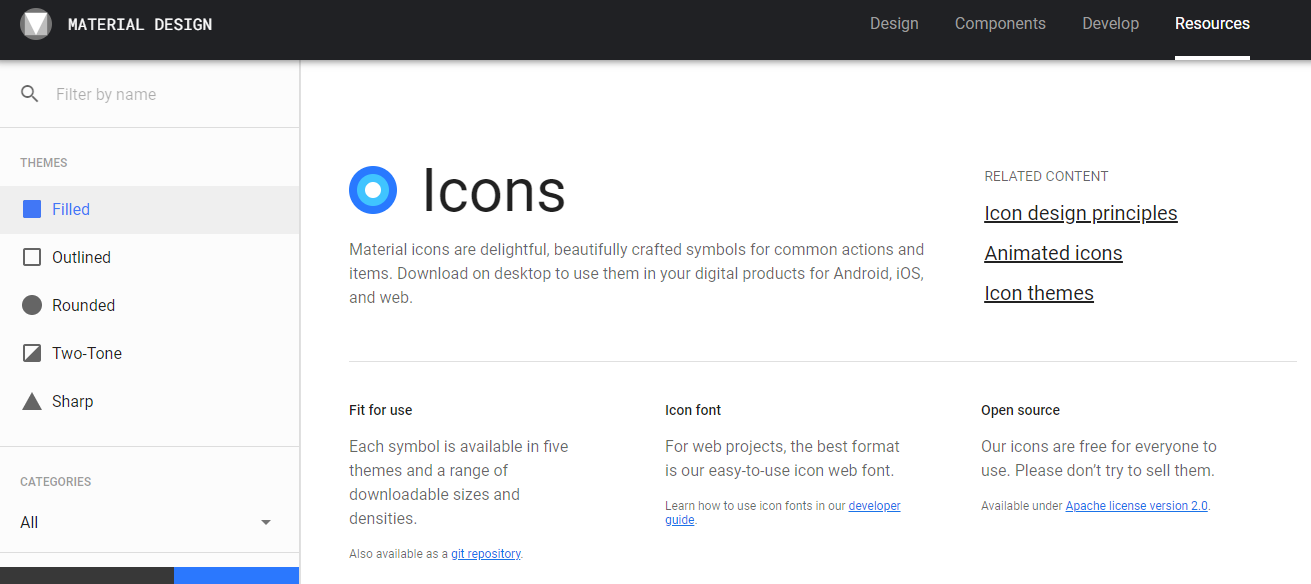 MATERIAL DESIGN
Design
Components
Develop
Resources
Filter by name
THEMES
Filled
Outlined
Rounded
Two-Tone
Sharp
CATEGORIES
All
Icons
Material icons are delightful, beautifully crafted symbols for common actions and
items. Download on desktop to use them in your digital products for Android, iOS,
and web.
RELATED CONTENT
Icon design principles
Animated icons
Icon themes
Fit for use
Each symbol is available in five
themes and a range of
downloadable sizes and
densities.
Also available as a git repository.
Icon font
For web projects, the best format
is our easy-to-use icon web font.
Learn how to use icon fonts in our developer
guide.
Open source
Our icons are free for everyone to
use. Please don’t try to sell them.
Available under Apache license version 2.0.